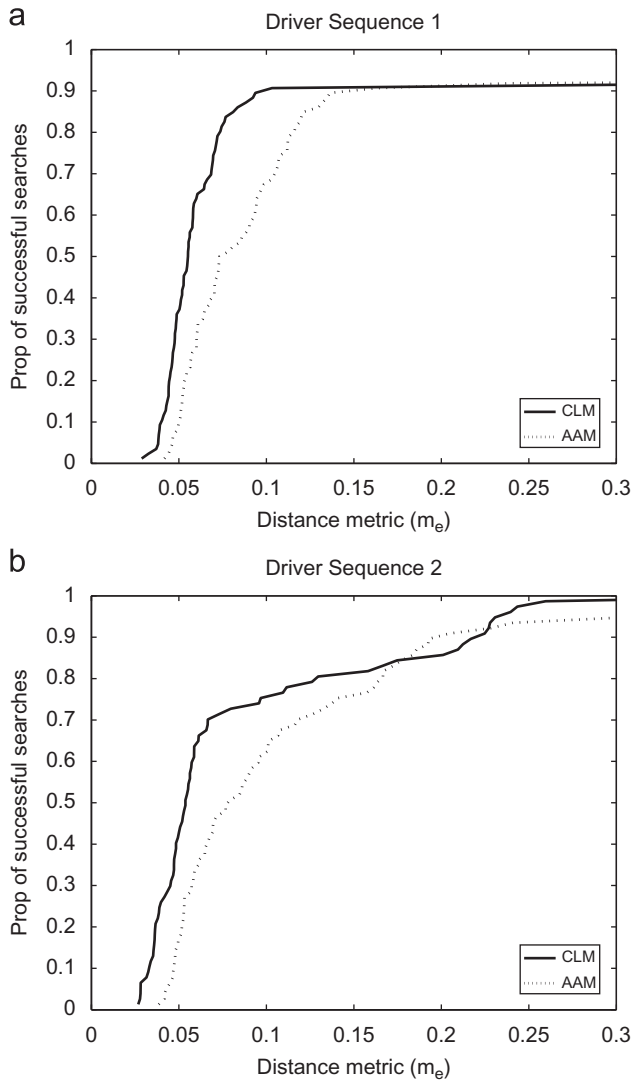 a
Driver Sequence 1
1
0.9
0.8
0.7
0.6
0.5
0.4
0.3
0.2
0.1
0
Prop of successful searches
CLM
AAM
0 0.05 0.1 0.15 0.2 0.25 0.3
Distance metric (me)
b
Driver Sequence 2
1
0.9
0.8
0.7
0.6
0.5
0.4
0.3
0.2
0.1
0
Prop of successful searches
CLM
AAM
0 0.05 0.1 0.15 0.2 0.25 0.3
Distance metric (me)